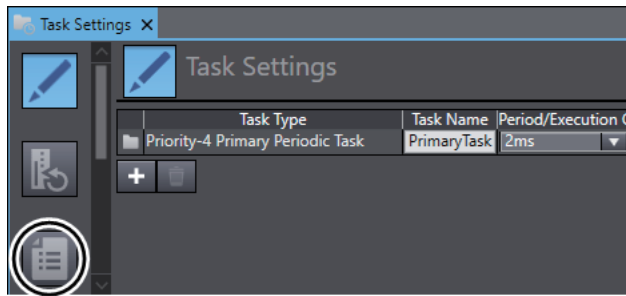 Task Settings
Task Settings
Task Type Task Name Period/Execution
Priority-4 Primary Periodic Task PrimaryTask 2ms